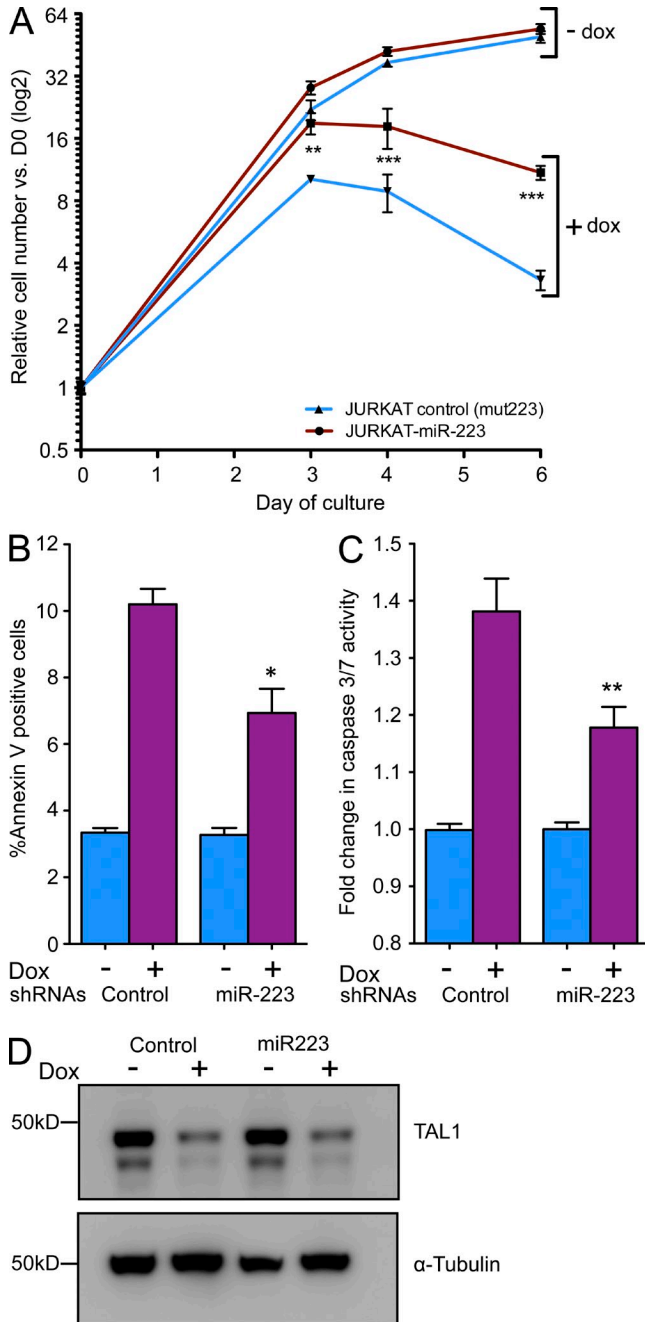 A
Relative cell number vs. D0 (log2)
64
32
16
8
4
2
1
0.5
- dox
**
***
***
+ dox
JURKAT control (mut223)
JURKAT-miR-223
0 1 2 3 4 5 6
Day of culture
B
%Annexin V positive cells
12
10
8
6
4
2
0
*
Dox - + - +
shRNAs Control miR-223
C
Fold change in caspase 3/7 activity
1.5
1.4
1.3
1.2
1.1
1.0
0.9
0.8
**
Dox - + - +
shRNAs Control miR-223
D
Control miR223
Dox - + - +
50kD
TAL1
50kD
α-Tubulin